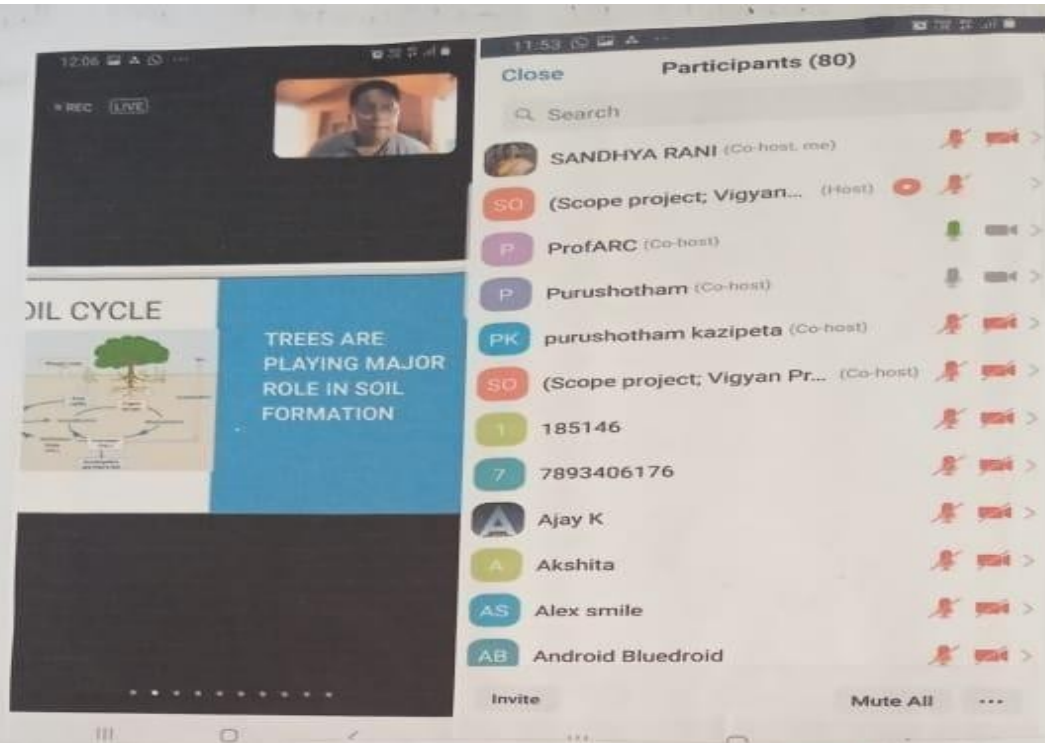 12:06
REC LIVE
OIL CYCLE
TREES ARE
PLAYING MAJOR
ROLE IN SOIL
FORMATION
11:53
Close
Participants (80)
Search
SANDHYA RANI (Co-host, me)
SO (Scope project; Vigyan... (Host)
P ProfARC (Co-host)
P Purushotham (Co-host)
PK purushotham kazipeta (Co-host)
SO (Scope project; Vigyan Pr... (Co-host)
1 185146
7 7893406176
Ajay K
A Akshita
AS Alex smile
AB Android Bluedroid
Invite
Mute All